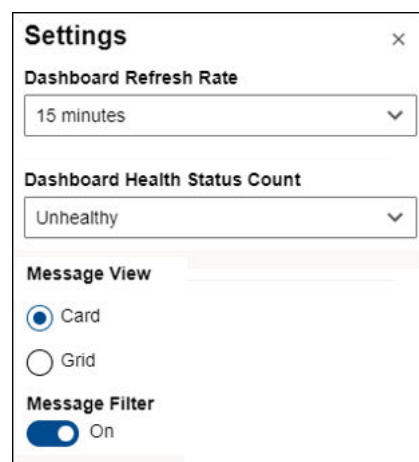 Settings
Dashboard Refresh Rate
15 minutes
Dashboard Health Status Count
Unhealthy
Message View
Card
Grid
Message Filter
On